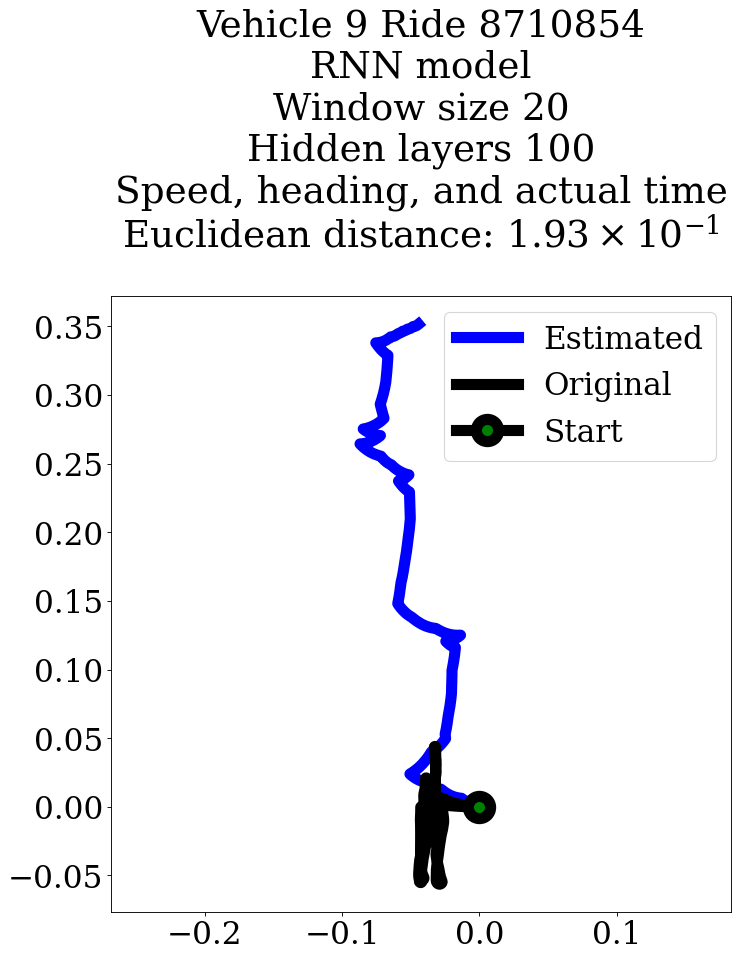 Vehicle 9 Ride 8710854
RNN model
Window size 20
Hidden layers 100
Speed, heading, and actual time
Euclidean distance: 1.93 × 10⁻¹
Estimated
Original
Start
0.35
0.30
0.25
0.20
0.15
0.10
0.05
0.00
−0.05
−0.2
−0.1
0.0
0.1